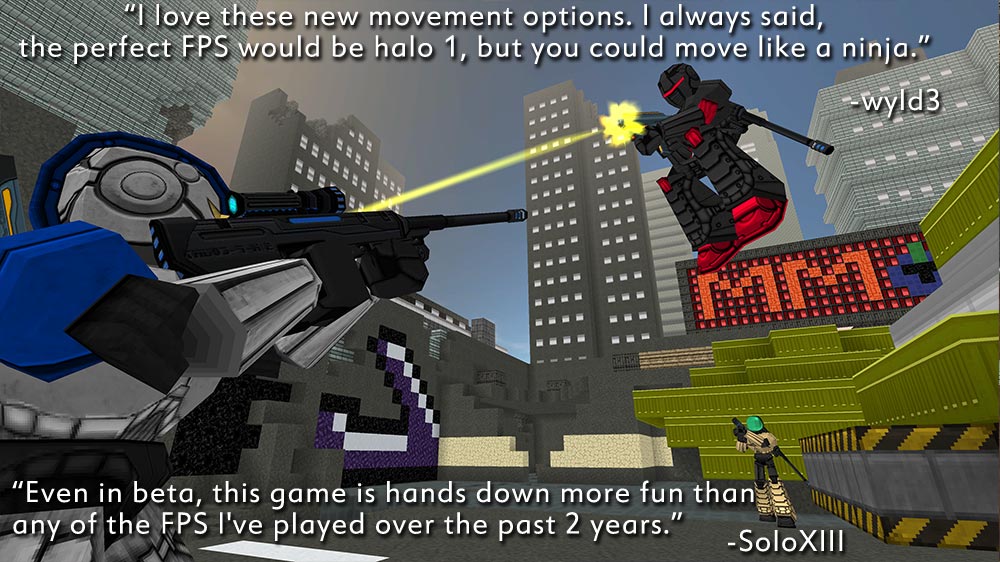 “I love these new movement options. I always said,
the perfect FPS would be halo 1, but you could move like a ninja.”
-wyld3
MM+
“Even in beta, this game is hands down more fun than
any of the FPS I've played over the past 2 years.”
-SoloXIII